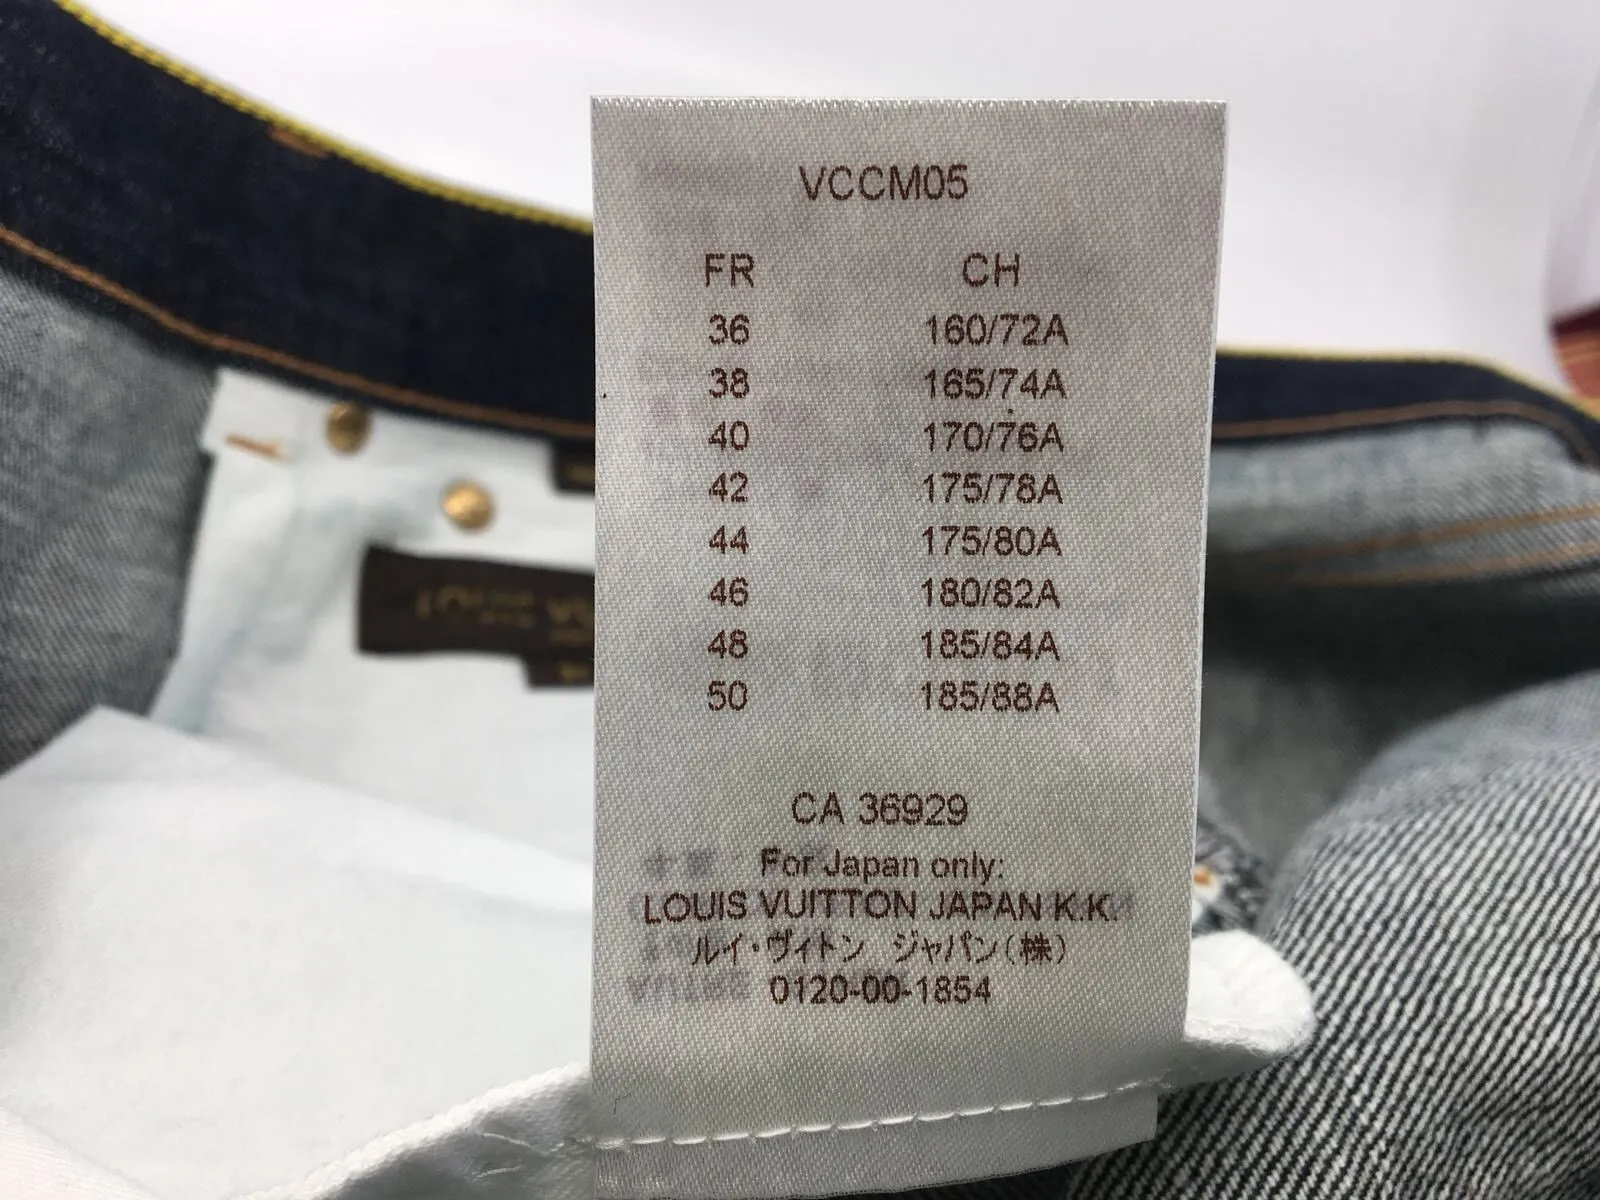 VCCM05
FR CH
36 160/72A
38 165/74A
40 170/76A
42 175/78A
44 175/80A
46 180/82A
48 185/84A
50 185/88A
CA 36929
For Japan only:
LOUIS VUITTON JAPAN K.K.
ルイ・ヴィトン ジャパン(株)
0120-00-1854
LOUIS